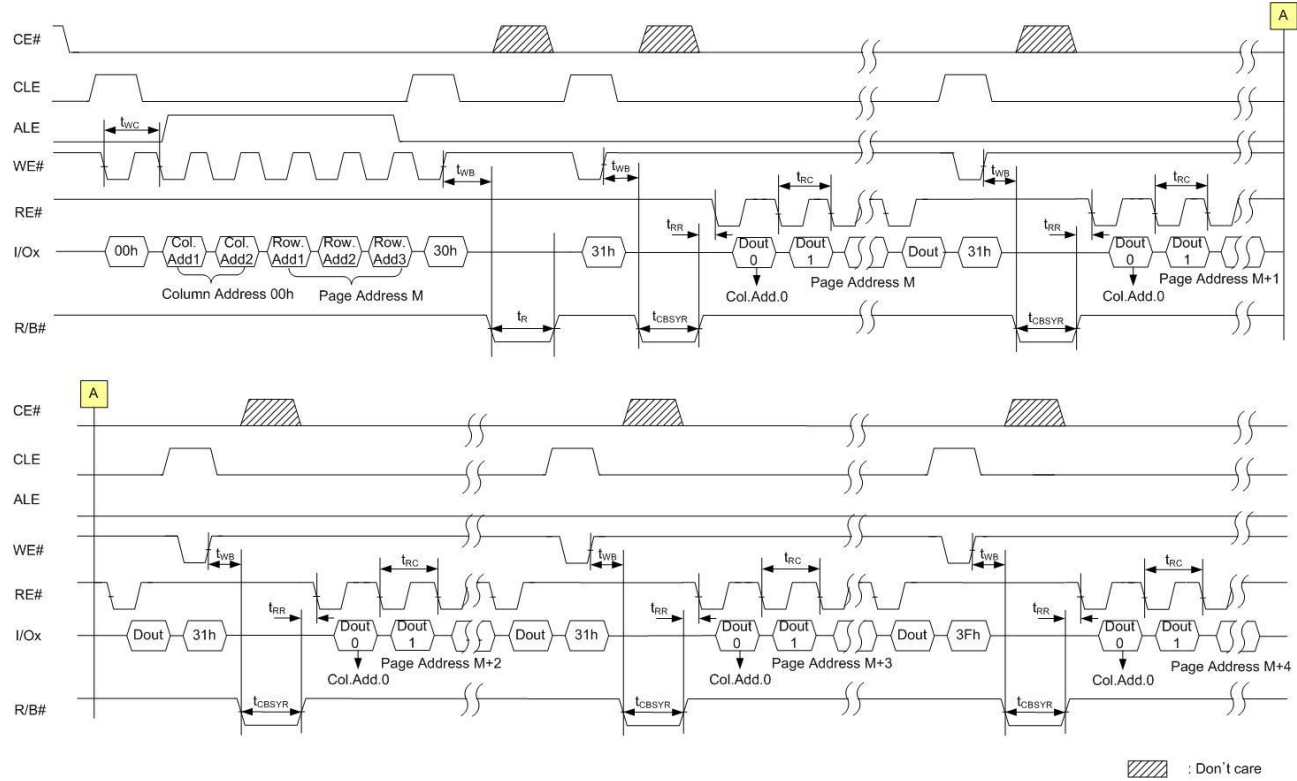 A
CE#
CLE
ALE
tWC
WE#
tWB
tWB
tWB
RE#
tRC
tRC
tRR
tRR
I/Ox
00h
Col. Add1
Col. Add2
Row. Add1
Row. Add2
Row. Add3
30h
31h
Dout 0
Dout 1
Dout
31h
Dout 0
Dout 1
Column Address 00h
Page Address M
Col.Add.0
Page Address M
Col.Add.0
Page Address M+1
R/B#
tR
tCBSYR
tCBSYR
A
CE#
CLE
ALE
WE#
tWB
tWB
tWB
RE#
tRC
tRC
tRC
tRR
tRR
tRR
I/Ox
Dout
31h
Dout 0
Dout 1
Dout
31h
Dout 0
Dout 1
Dout
3Fh
Dout 0
Dout 1
Col.Add.0
Page Address M+2
Col.Add.0
Page Address M+3
Col.Add.0
Page Address M+4
R/B#
tCBSYR
tCBSYR
tCBSYR
: Don`t care